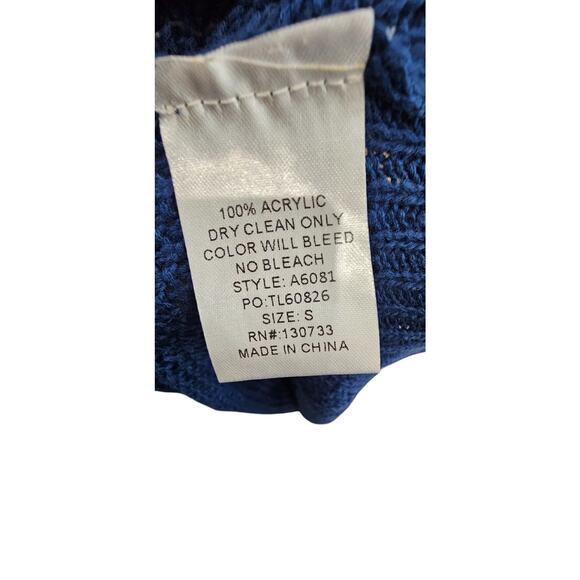 100% ACRYLIC
DRY CLEAN ONLY
COLOR WILL BLEED
NO BLEACH
STYLE: A6081
PO:TL60826
SIZE: S
RN#:130733
MADE IN CHINA